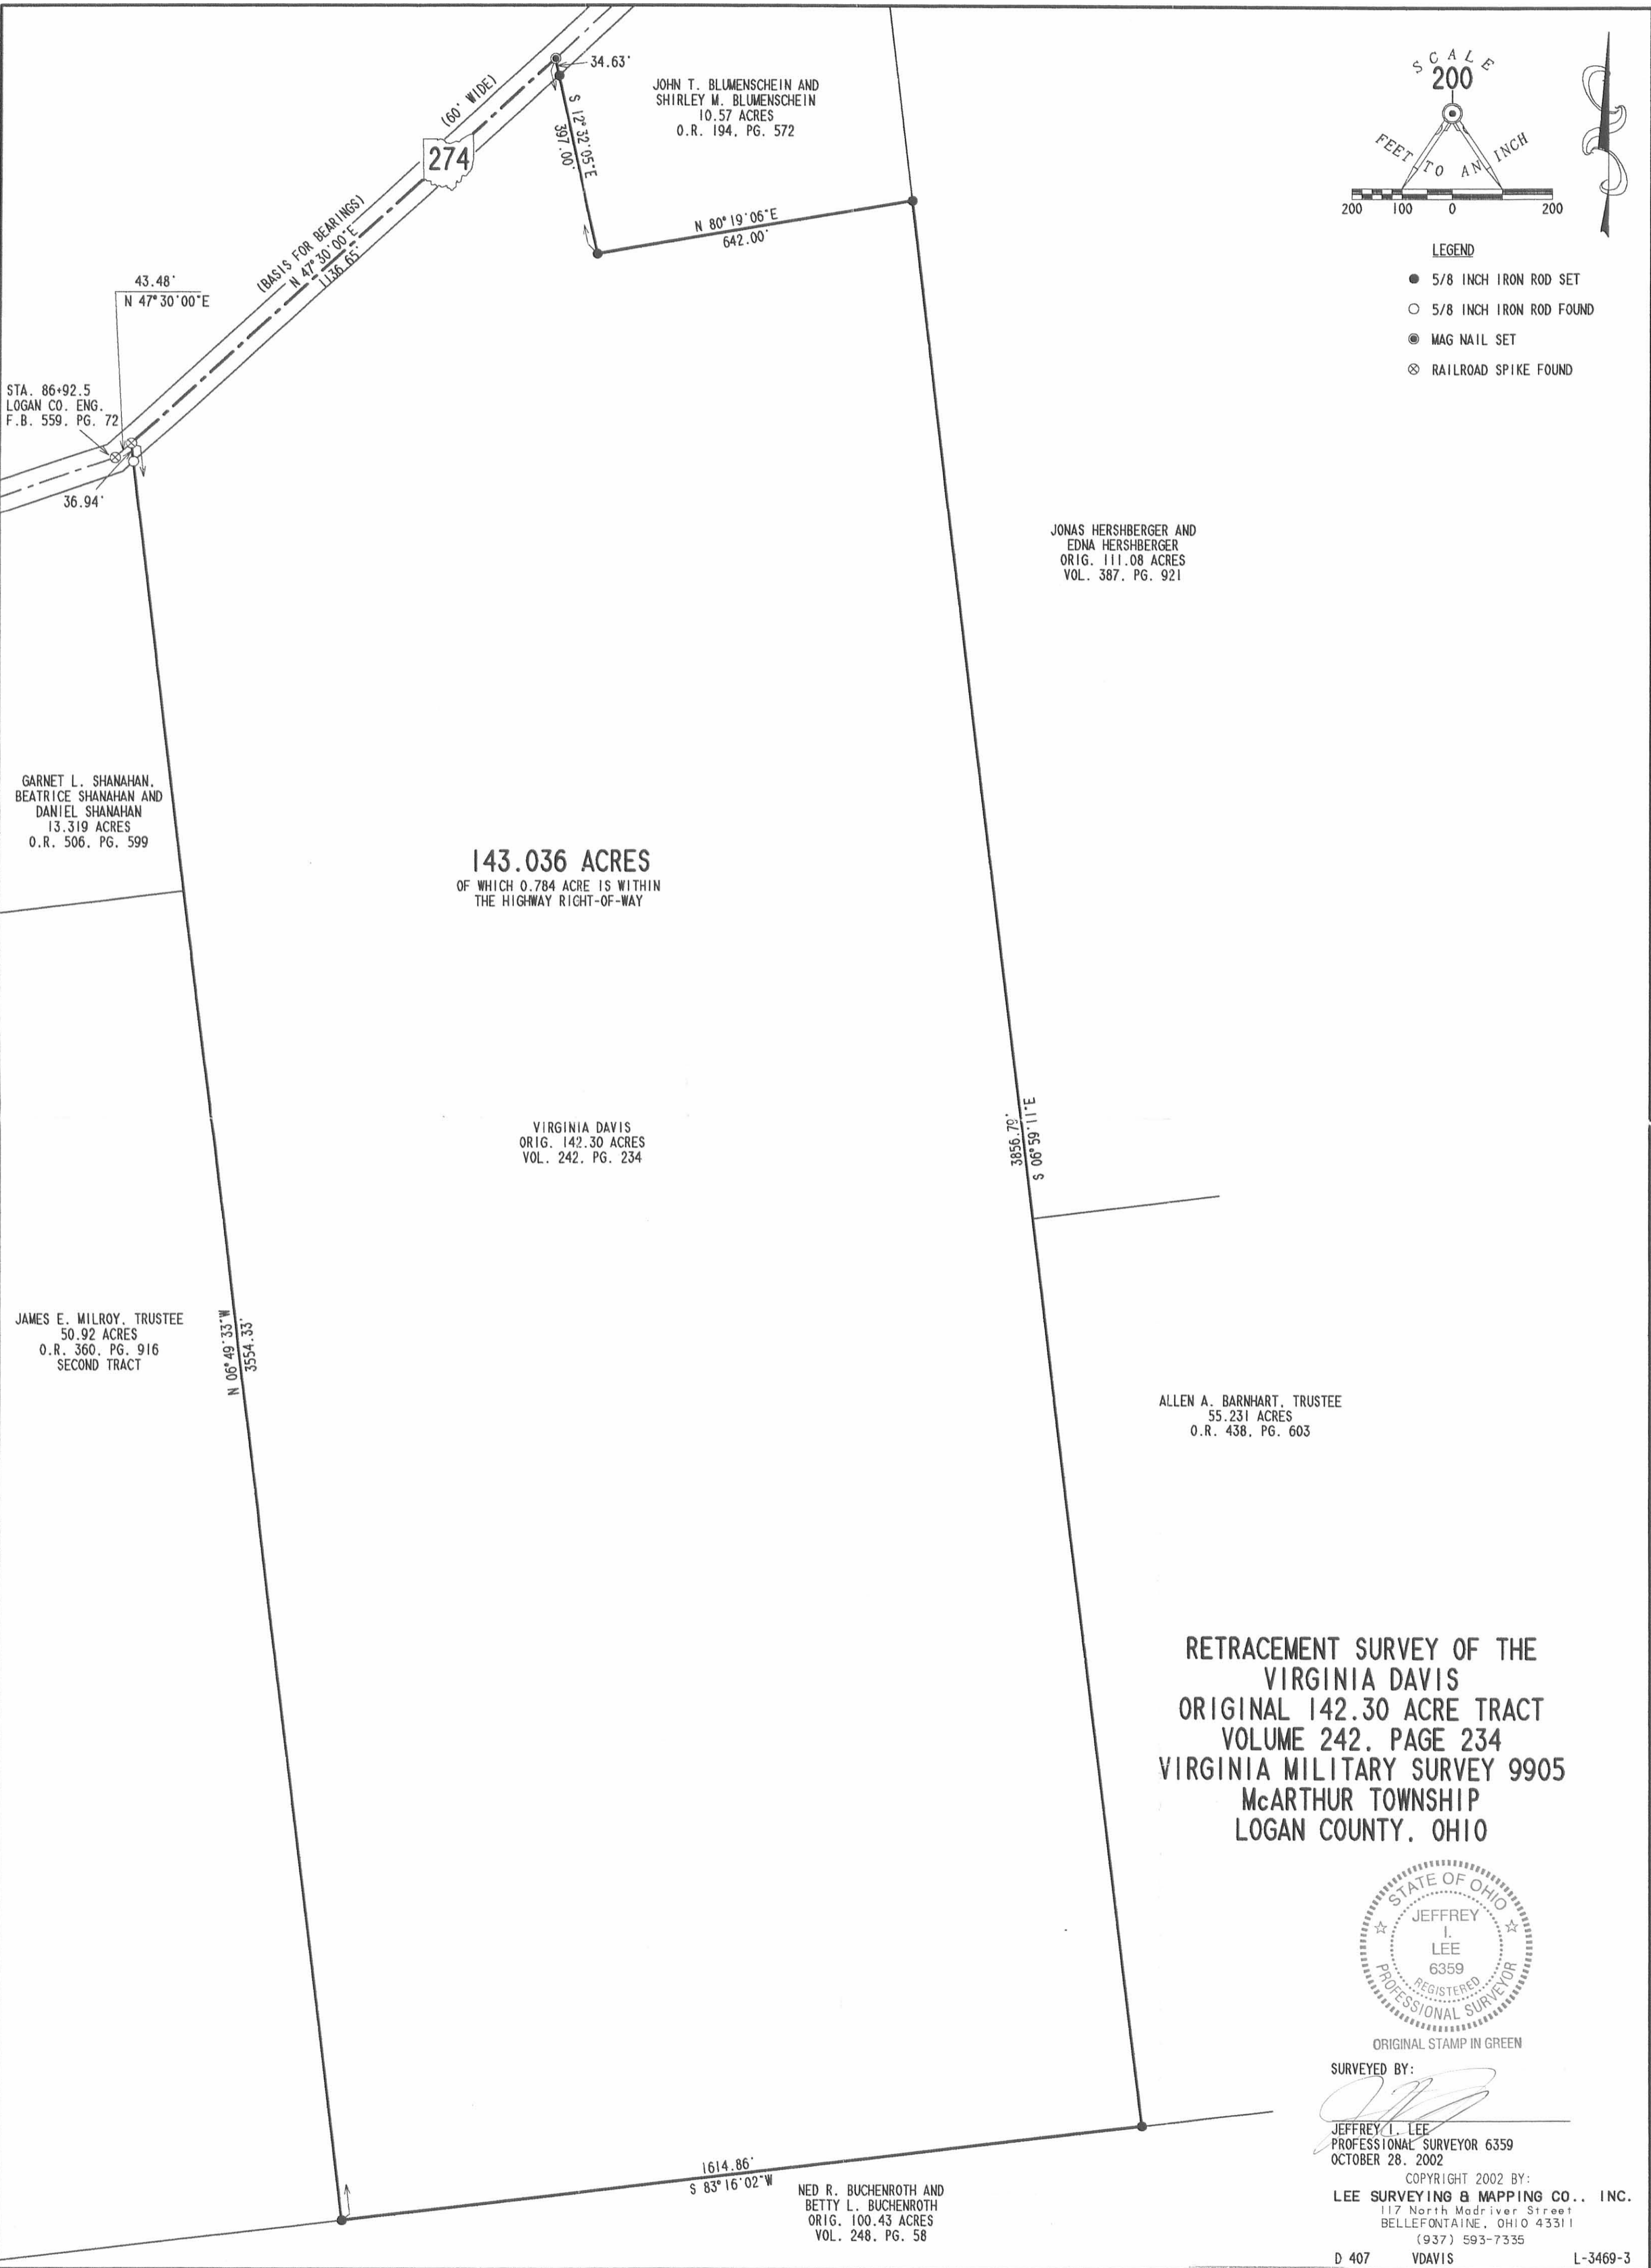 34.63'
(60' WIDE)
274
S 12°32'05"E
397.00'
JOHN T. BLUMENSCHEIN AND
SHIRLEY M. BLUMENSCHEIN
10.57 ACRES
O.R. 194, PG. 572
N 80°19'06"E
642.00'
(BASIS FOR BEARINGS)
N 47°30'00"E
1136.65'
43.48'
N 47°30'00"E
STA. 86+92.5
LOGAN CO. ENG.
F.B. 559, PG. 72
36.94'
SCALE
200
FEET TO AN INCH
200 100 0 200
LEGEND
5/8 INCH IRON ROD SET
5/8 INCH IRON ROD FOUND
MAG NAIL SET
RAILROAD SPIKE FOUND
JONAS HERSHBERGER AND
EDNA HERSHBERGER
ORIG. 111.08 ACRES
VOL. 387, PG. 921
GARNET L. SHANAHAN,
BEATRICE SHANAHAN AND
DANIEL SHANAHAN
13.319 ACRES
O.R. 506, PG. 599
143.036 ACRES
OF WHICH 0.784 ACRE IS WITHIN
THE HIGHWAY RIGHT-OF-WAY
VIRGINIA DAVIS
ORIG. 142.30 ACRES
VOL. 242, PG. 234
3856.79'
S 06°59'11"E
JAMES E. MILROY, TRUSTEE
50.92 ACRES
O.R. 360, PG. 916
SECOND TRACT
N 06°49'33"W
3554.33'
ALLEN A. BARNHART, TRUSTEE
55.231 ACRES
O.R. 438, PG. 603
RETRACEMENT SURVEY OF THE
VIRGINIA DAVIS
ORIGINAL 142.30 ACRE TRACT
VOLUME 242, PAGE 234
VIRGINIA MILITARY SURVEY 9905
McARTHUR TOWNSHIP
LOGAN COUNTY, OHIO
STATE OF OHIO
JEFFREY
I.
LEE
6359
REGISTERED
PROFESSIONAL SURVEYOR
ORIGINAL STAMP IN GREEN
SURVEYED BY:
JEFFREY I. LEE
PROFESSIONAL SURVEYOR 6359
OCTOBER 28, 2002
COPYRIGHT 2002 BY:
LEE SURVEYING & MAPPING CO., INC.
117 North Madriver Street
BELLEFONTAINE, OHIO 43311
(937) 593-7335
D 407 VDAVIS L-3469-3
1614.86'
S 83°16'02"W
NED R. BUCHENROTH AND
BETTY L. BUCHENROTH
ORIG. 100.43 ACRES
VOL. 248, PG. 58